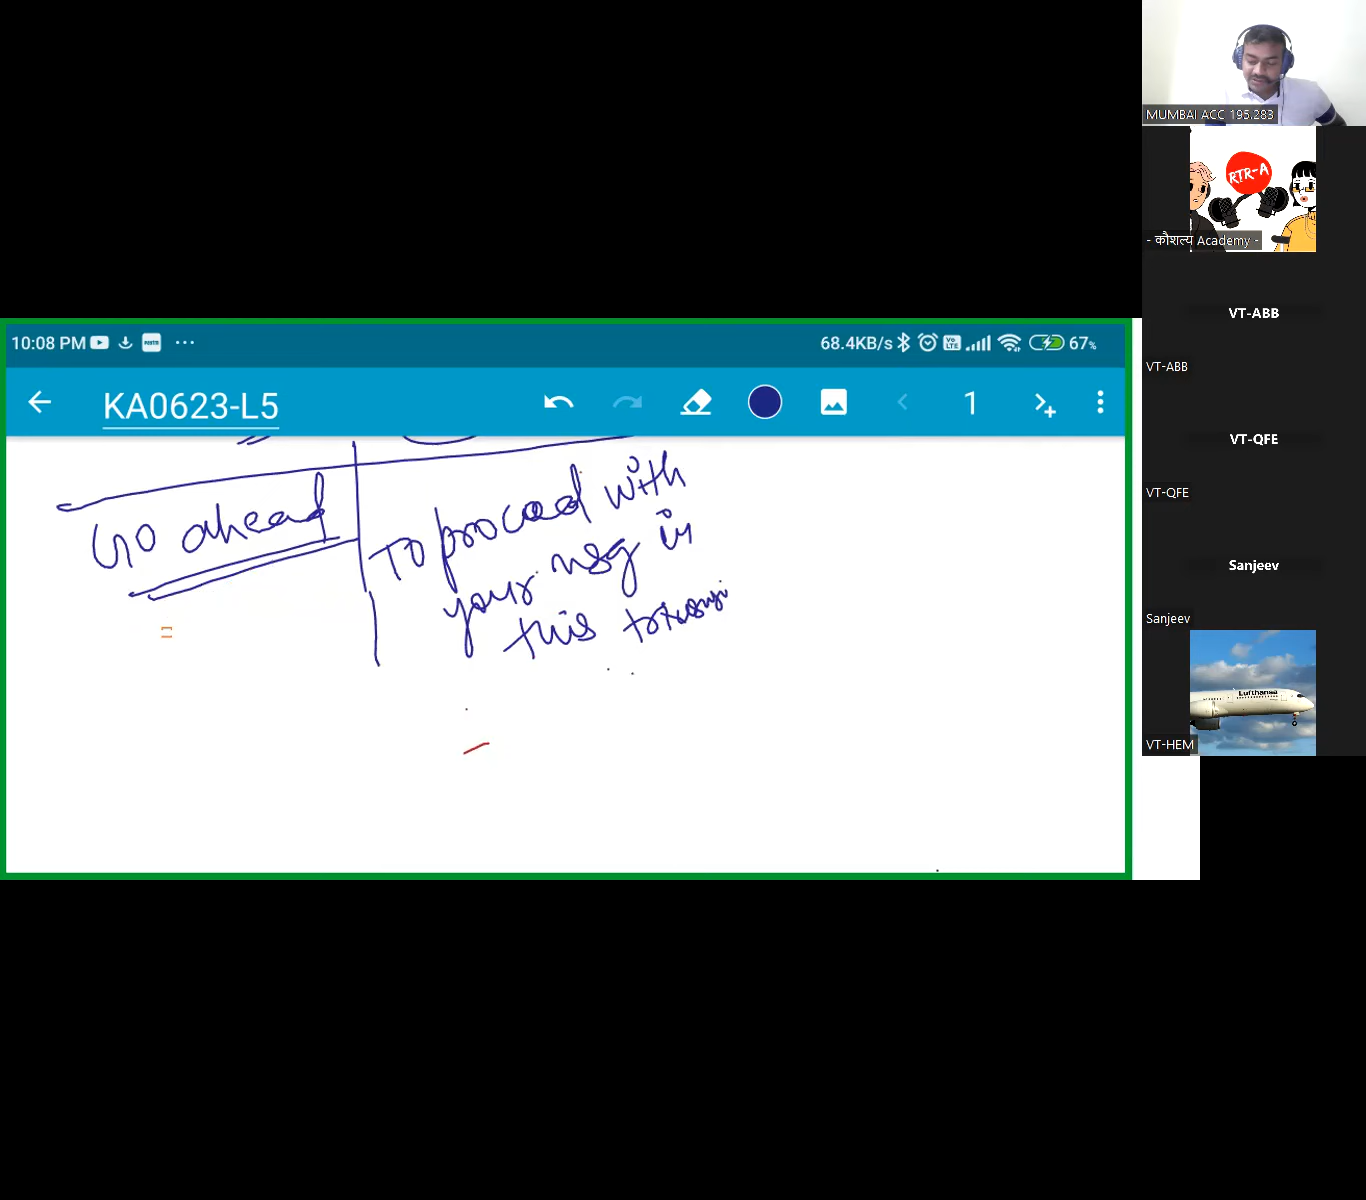 MUMBAI ACC 195.283
RTR-A
- कौशल्य Academy -
VT-ABB
VT-ABB
VT-QFE
VT-QFE
Sanjeev
Sanjeev
Lufthansa
VT-HEM
10:08 PM
68.4KB/s
Vo LTE
67%
KA0623-L5
1
Go ahead
To proceed with
your msg in
this